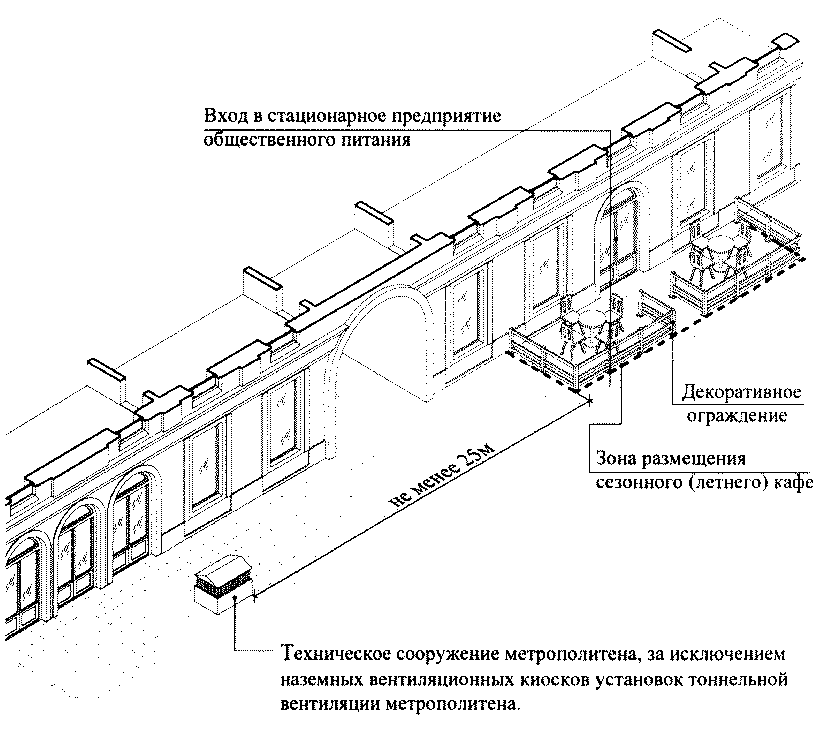 Вход в стационарное предприятие
общественного питания
Декоративное
ограждение
Зона размещения
сезонного (летнего) кафе
не менее 25м
Техническое сооружение метрополитена, за исключением
наземных вентиляционных киосков установок тоннельной
вентиляции метрополитена.